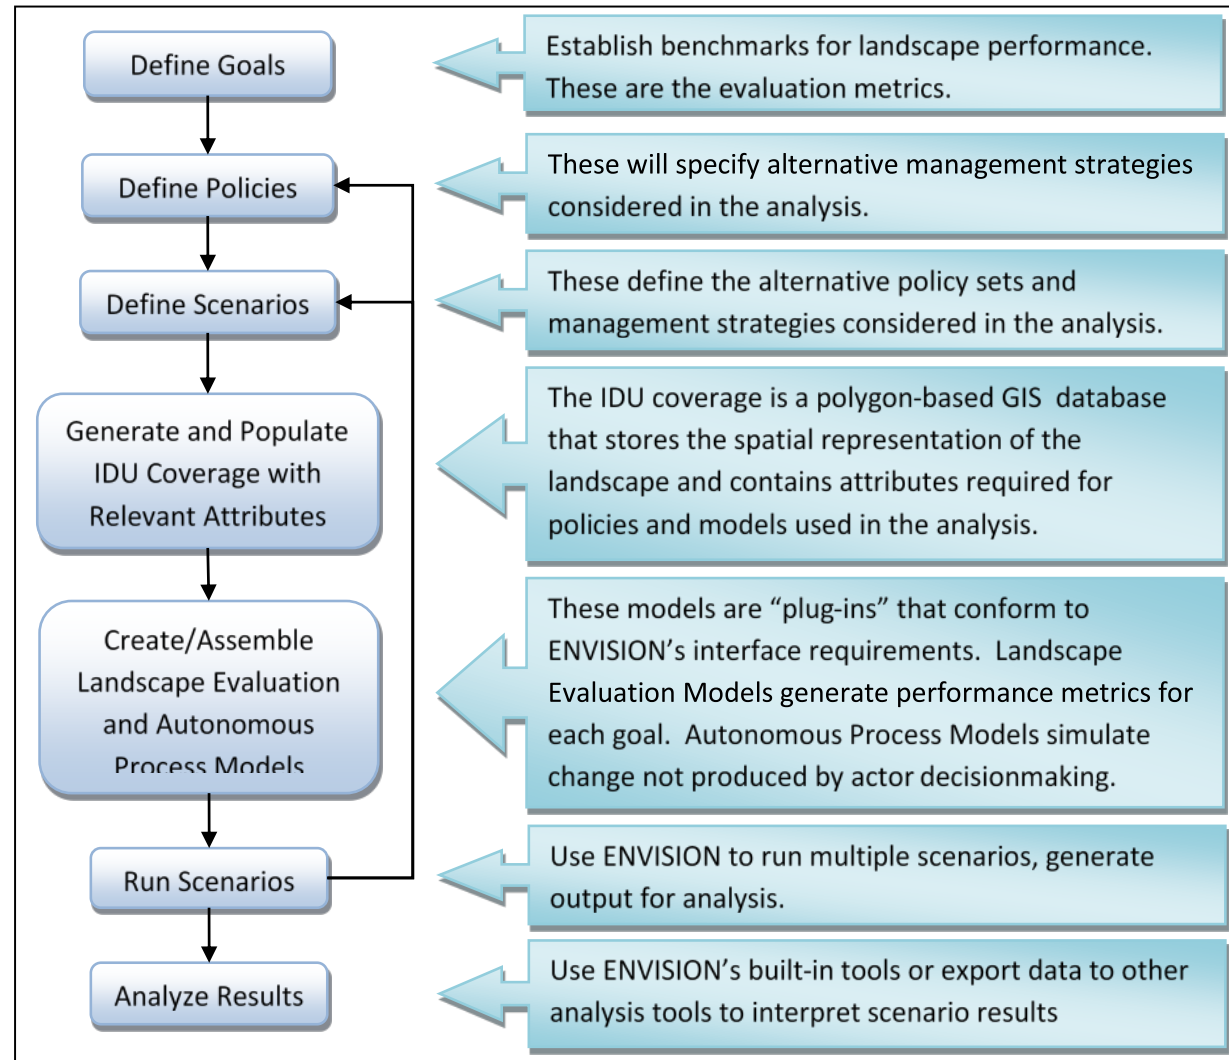 Define Goals
Establish benchmarks for landscape performance.
These are the evaluation metrics.
Define Policies
These will specify alternative management strategies
considered in the analysis.
Define Scenarios
These define the alternative policy sets and
management strategies considered in the analysis.
Generate and Populate
IDU Coverage with
Relevant Attributes
The IDU coverage is a polygon-based GIS  database
that stores the spatial representation of the
landscape and contains attributes required for
policies and models used in the analysis.
Create/Assemble
Landscape Evaluation
and Autonomous
Process Models
These models are “plug-ins” that conform to
ENVISION’s interface requirements.  Landscape
Evaluation Models generate performance metrics for
each goal.  Autonomous Process Models simulate
change not produced by actor decisionmaking.
Run Scenarios
Use ENVISION to run multiple scenarios, generate
output for analysis.
Analyze Results
Use ENVISION’s built-in tools or export data to other
analysis tools to interpret scenario results